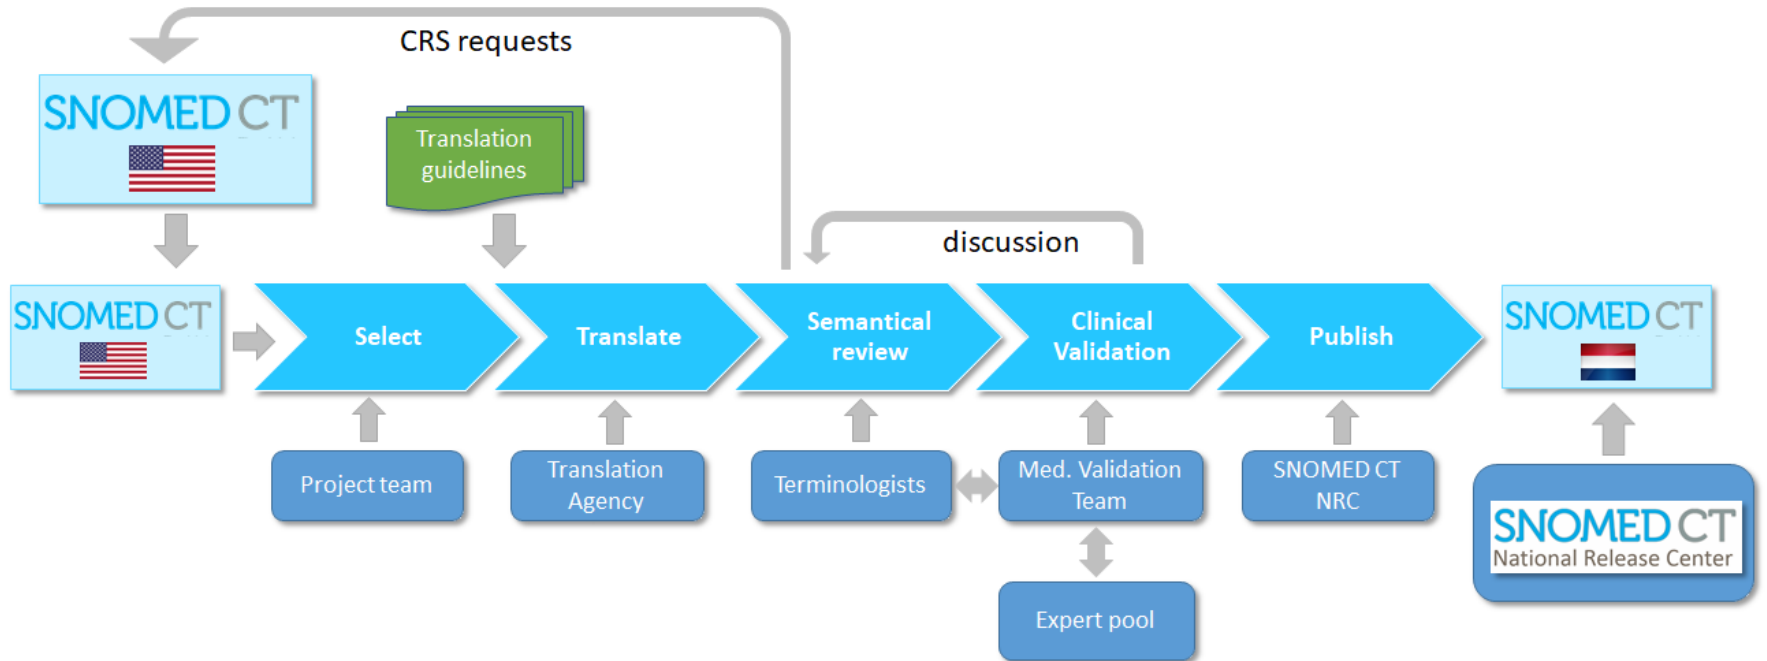 CRS requests
SNOMED CT
Translation
guidelines
discussion
SNOMED CT
Select
Translate
Semantical
review
Clinical
Validation
Publish
SNOMED CT
Project team
Translation
Agency
Terminologists
Med. Validation
Team
SNOMED CT
NRC
SNOMED CT
National Release Center
Expert pool